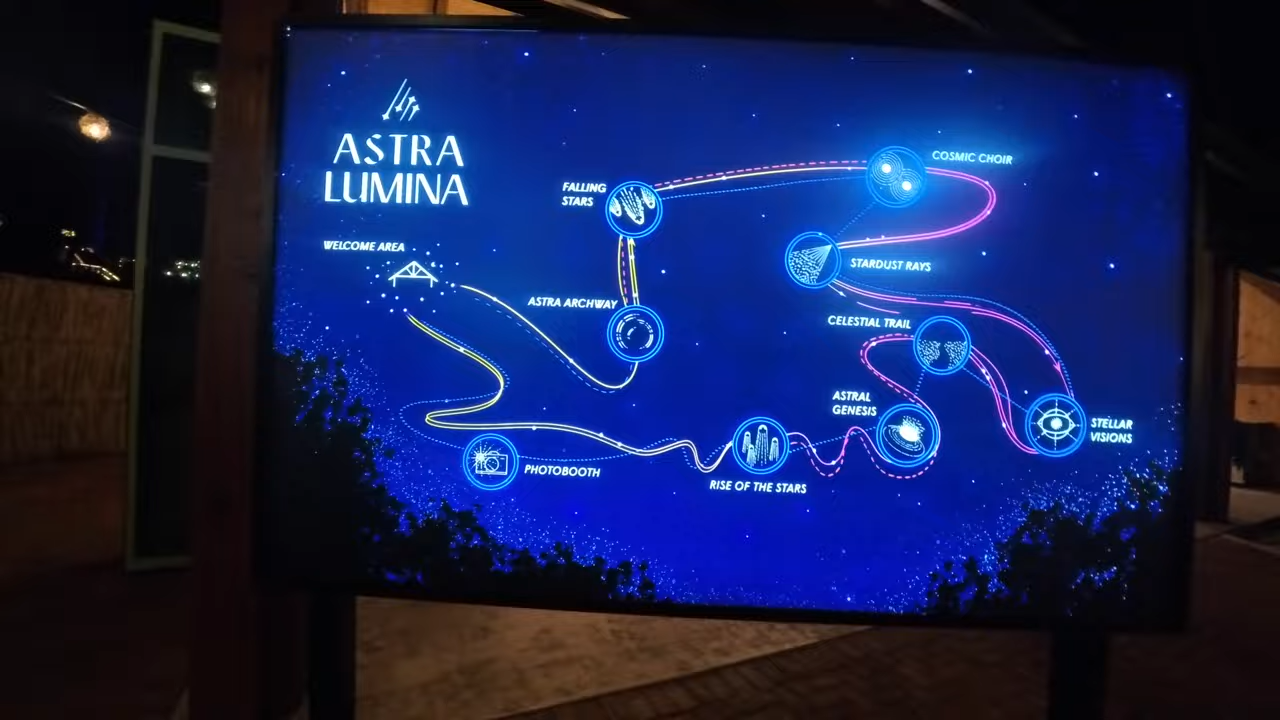 ASTRA
LUMINA
WELCOME AREA
FALLING
STARS
COSMIC CHOIR
STARDUST RAYS
ASTRA ARCHWAY
CELESTIAL TRAIL
ASTRAL
GENESIS
STELLAR
VISIONS
PHOTOBOOTH
RISE OF THE STARS